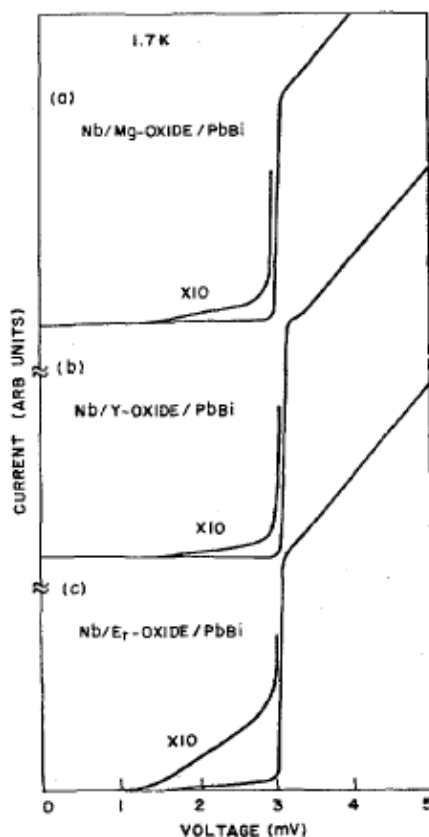 1.7K
(a)
Nb/Mg-OXIDE/PbBi
X10
(b)
Nb/Y-OXIDE/PbBi
X10
(c)
Nb/Er-OXIDE/PbBi
X10
CURRENT (ARB UNITS)
0 1 2 3 4 5
VOLTAGE (mV)